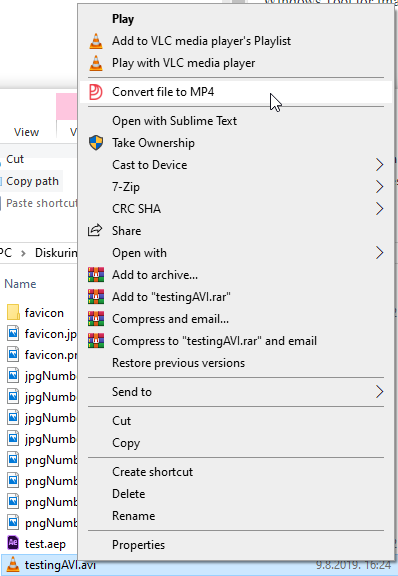 Play
Add to VLC media player's Playlist
Play with VLC media player
Convert file to MP4
View
Open with Sublime Text
Take Ownership
Cut
Cast to Device
Copy path
7-Zip
Paste shortcut
CRC SHA
Share
PC
Diskurin
Open with
Add to archive...
Name
Add to "testingAVI.rar"
favicon
Compress and email...
favicon.jp
Compress to "testingAVI.rar" and email
favicon.pr
Restore previous versions
jpgNumb
jpgNumb
Send to
jpgNumb
jpgNumb
Cut
pngNumb
Copy
pngNumb
Create shortcut
pngNumb
Delete
pngNumb
Rename
Ae test.aep
Properties
testingAVI.avi 9.8.2019. 16:24